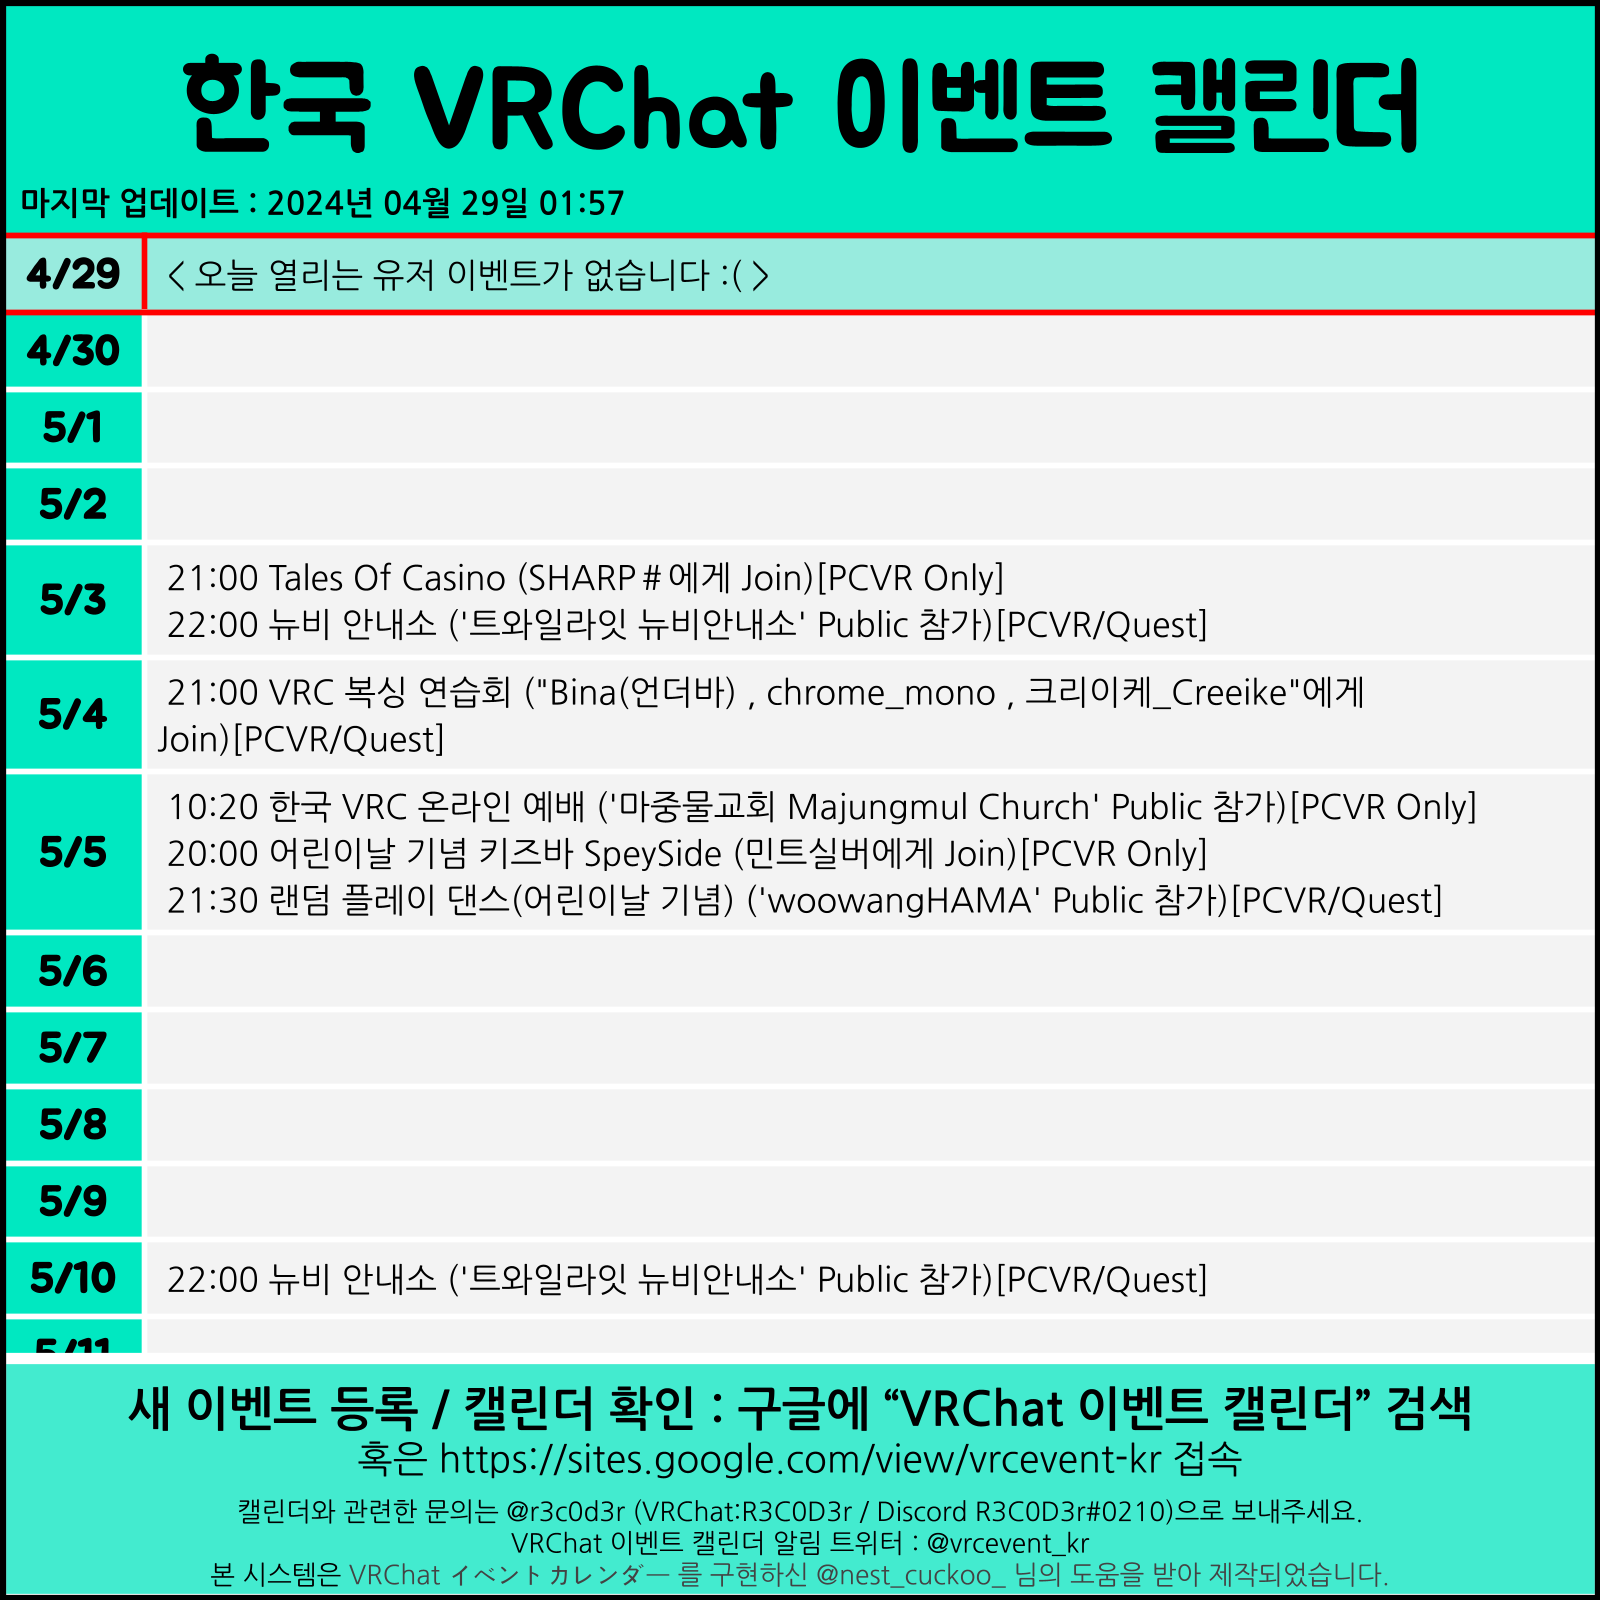 한국 VRChat 이벤트 캘린더
마지막 업데이트 : 2024년 04월 29일 01:57
4/29 < 오늘 열리는 유저 이벤트가 없습니다 :( >
4/30
5/1
5/2
5/3
21:00 Tales Of Casino (SHARP#에게 Join)[PCVR Only]
22:00 뉴비 안내소 ('트와일라잇 뉴비안내소' Public 참가)[PCVR/Quest]
5/4
21:00 VRC 복싱 연습회 ("Bina(언더바) , chrome_mono , 크리이케_Creeike"에게
Join)[PCVR/Quest]
5/5
10:20 한국 VRC 온라인 예배 ('마중물교회 Majungmul Church' Public 참가)[PCVR Only]
20:00 어린이날 기념 키즈바 SpeySide (민트실버에게 Join)[PCVR Only]
21:30 랜덤 플레이 댄스(어린이날 기념) ('woowangHAMA' Public 참가)[PCVR/Quest]
5/6
5/7
5/8
5/9
5/10 22:00 뉴비 안내소 ('트와일라잇 뉴비안내소' Public 참가)[PCVR/Quest]
5/11
새 이벤트 등록 / 캘린더 확인 : 구글에 “VRChat 이벤트 캘린더” 검색
혹은 https://sites.google.com/view/vrcevent-kr 접속
캘린더와 관련한 문의는 @r3c0d3r (VRChat:R3C0D3r / Discord R3C0D3r#0210)으로 보내주세요.
VRChat 이벤트 캘린더 알림 트위터 : @vrcevent_kr
본 시스템은 VRChat イベントカレンダー 를 구현하신 @nest_cuckoo_ 님의 도움을 받아 제작되었습니다.